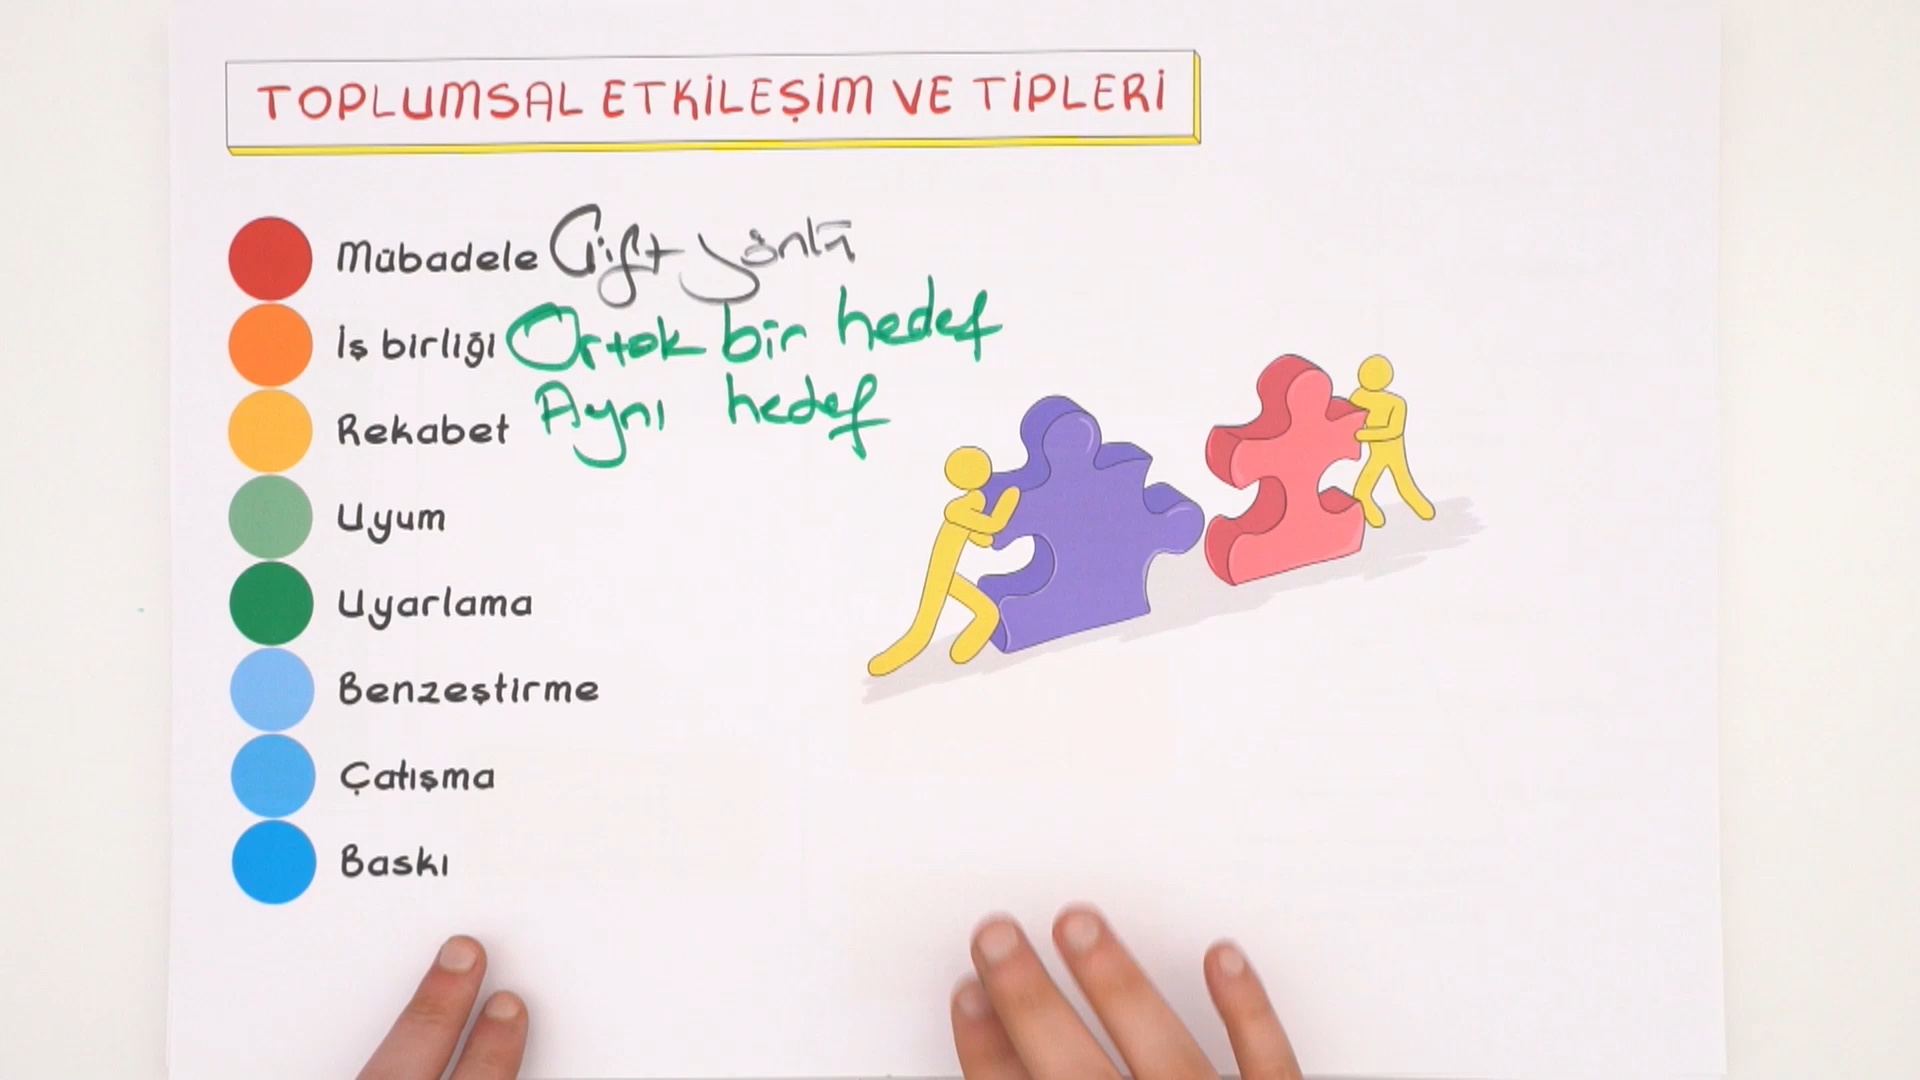 TOPLUMSAL ETKİLEŞİM VE TİPLERİ
Mübadele Çift yönlü
İş birliği Ortak bir hedef
Rekabet Aynı hedef
Uyum
Uyarlama
Benzeştirme
Çatışma
Baskı